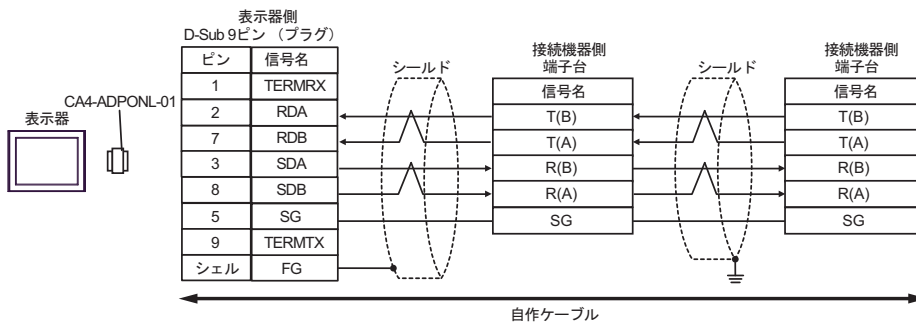 表示器側
D-Sub 9ピン （プラグ）
ピン 信号名
1 TERMRX
2 RDA
7 RDB
3 SDA
8 SDB
5 SG
9 TERMTX
シェル FG
CA4-ADPONL-01
表示器
シールド
接続機器側
端子台
信号名
T(B)
T(A)
R(B)
R(A)
SG
シールド
接続機器側
端子台
信号名
T(B)
T(A)
R(B)
R(A)
SG
自作ケーブル